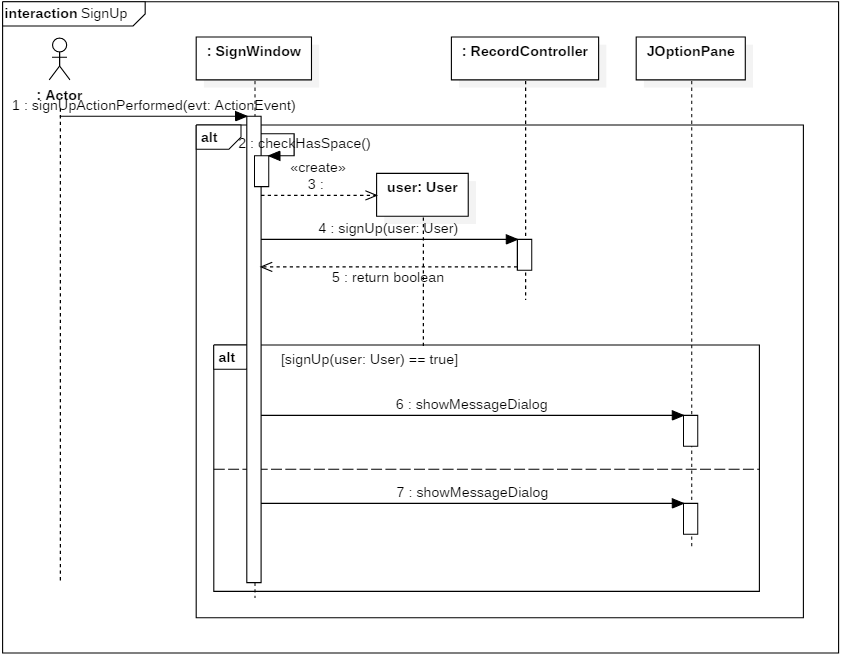 interaction SignUp
: SignWindow
: RecordController
JOptionPane
: Actor
1 : signUpActionPerformed(evt: ActionEvent)
alt
2 : checkHasSpace()
«create»
3 :
user: User
4 : signUp(user: User)
5 : return boolean
alt
[signUp(user: User) == true]
6 : showMessageDialog
7 : showMessageDialog